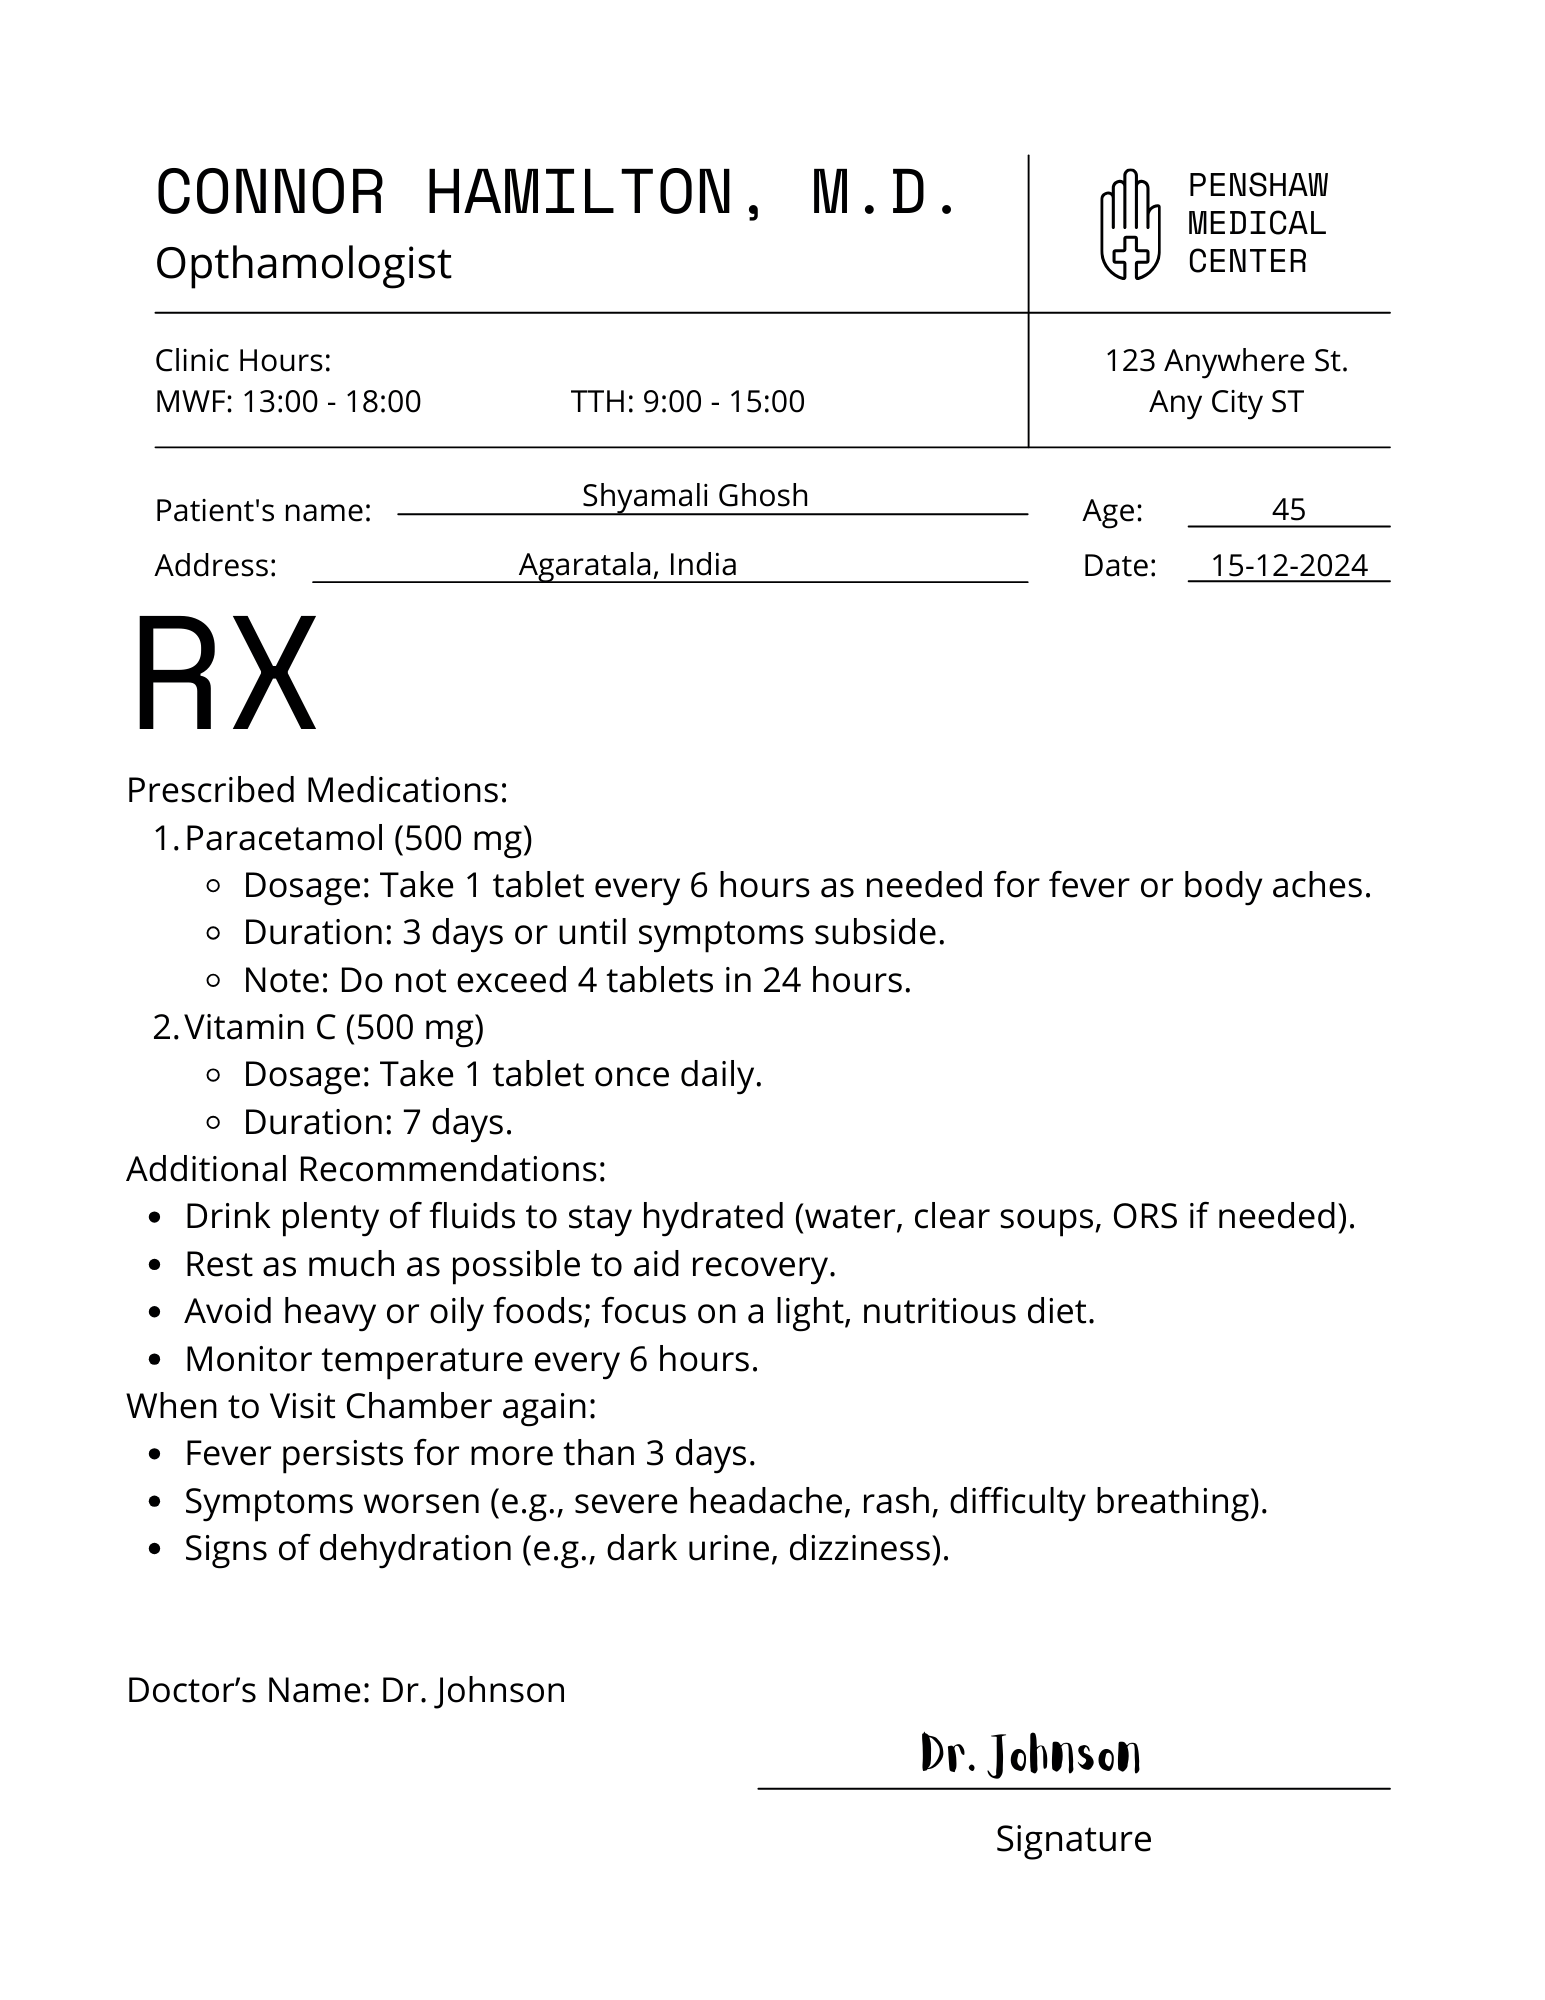 CONNOR HAMILTON, M.D.
Opthamologist
PENSHAW
MEDICAL
CENTER
Clinic Hours:
MWF: 13:00 - 18:00 TTH: 9:00 - 15:00
123 Anywhere St.
Any City ST
Patient's name: Shyamali Ghosh Age: 45
Address: Agaratala, India Date: 15-12-2024
RX
Prescribed Medications:
1. Paracetamol (500 mg)
◦ Dosage: Take 1 tablet every 6 hours as needed for fever or body aches.
◦ Duration: 3 days or until symptoms subside.
◦ Note: Do not exceed 4 tablets in 24 hours.
2. Vitamin C (500 mg)
◦ Dosage: Take 1 tablet once daily.
◦ Duration: 7 days.
Additional Recommendations:
• Drink plenty of fluids to stay hydrated (water, clear soups, ORS if needed).
• Rest as much as possible to aid recovery.
• Avoid heavy or oily foods; focus on a light, nutritious diet.
• Monitor temperature every 6 hours.
When to Visit Chamber again:
• Fever persists for more than 3 days.
• Symptoms worsen (e.g., severe headache, rash, difficulty breathing).
• Signs of dehydration (e.g., dark urine, dizziness).
Doctor’s Name: Dr. Johnson
Dr. Johnson
Signature